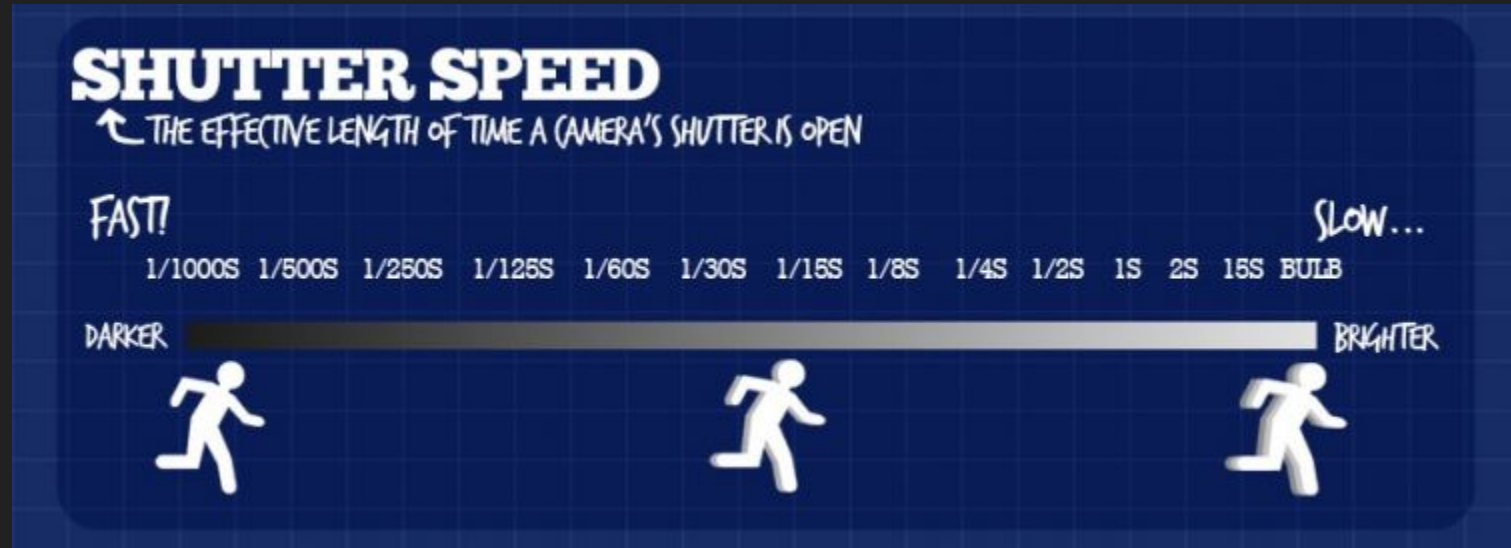 SHUTTER SPEED
THE EFFECTIVE LENGTH OF TIME A CAMERA'S SHUTTER IS OPEN
FAST!
SLOW...
1/1000S 1/500S 1/250S 1/125S 1/60S 1/30S 1/15S 1/8S 1/4S 1/2S 1S 2S 15S BULB
DARKER
BRIGHTER